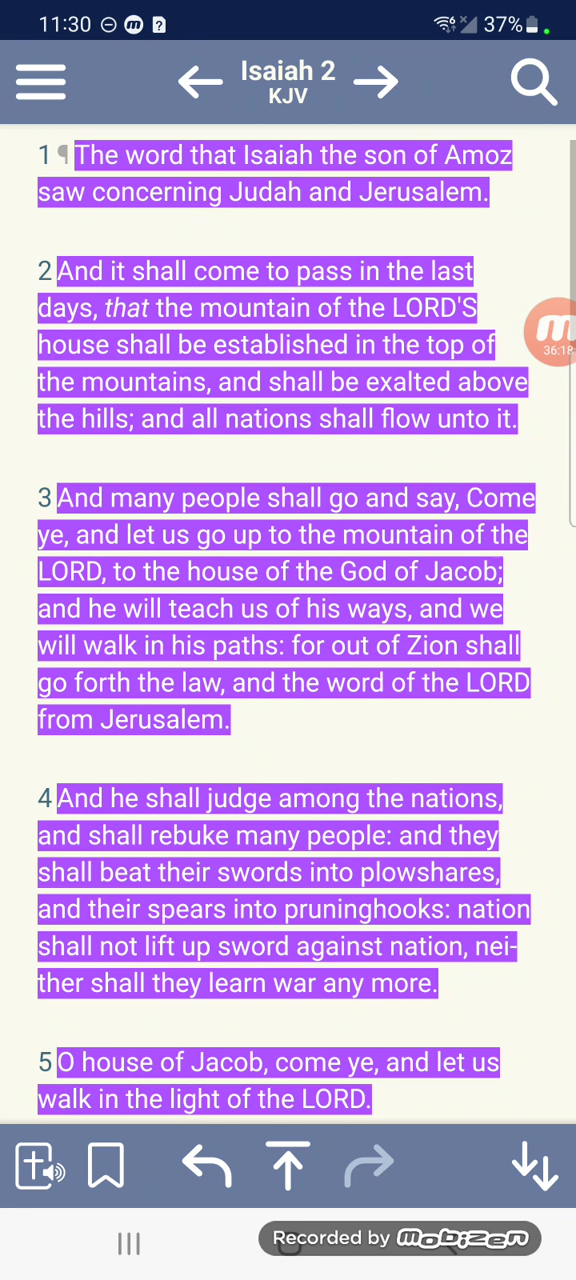 11:30 37%
Isaiah 2
KJV
1 ¶ The word that Isaiah the son of Amoz
saw concerning Judah and Jerusalem.
2 And it shall come to pass in the last
days, that the mountain of the LORD'S
house shall be established in the top of
the mountains, and shall be exalted above
the hills; and all nations shall flow unto it.
m
36:18
3 And many people shall go and say, Come
ye, and let us go up to the mountain of the
LORD, to the house of the God of Jacob;
and he will teach us of his ways, and we
will walk in his paths: for out of Zion shall
go forth the law, and the word of the LORD
from Jerusalem.
4 And he shall judge among the nations,
and shall rebuke many people: and they
shall beat their swords into plowshares,
and their spears into pruninghooks: nation
shall not lift up sword against nation, nei-
ther shall they learn war any more.
5 O house of Jacob, come ye, and let us
walk in the light of the LORD.
Recorded by mobizen